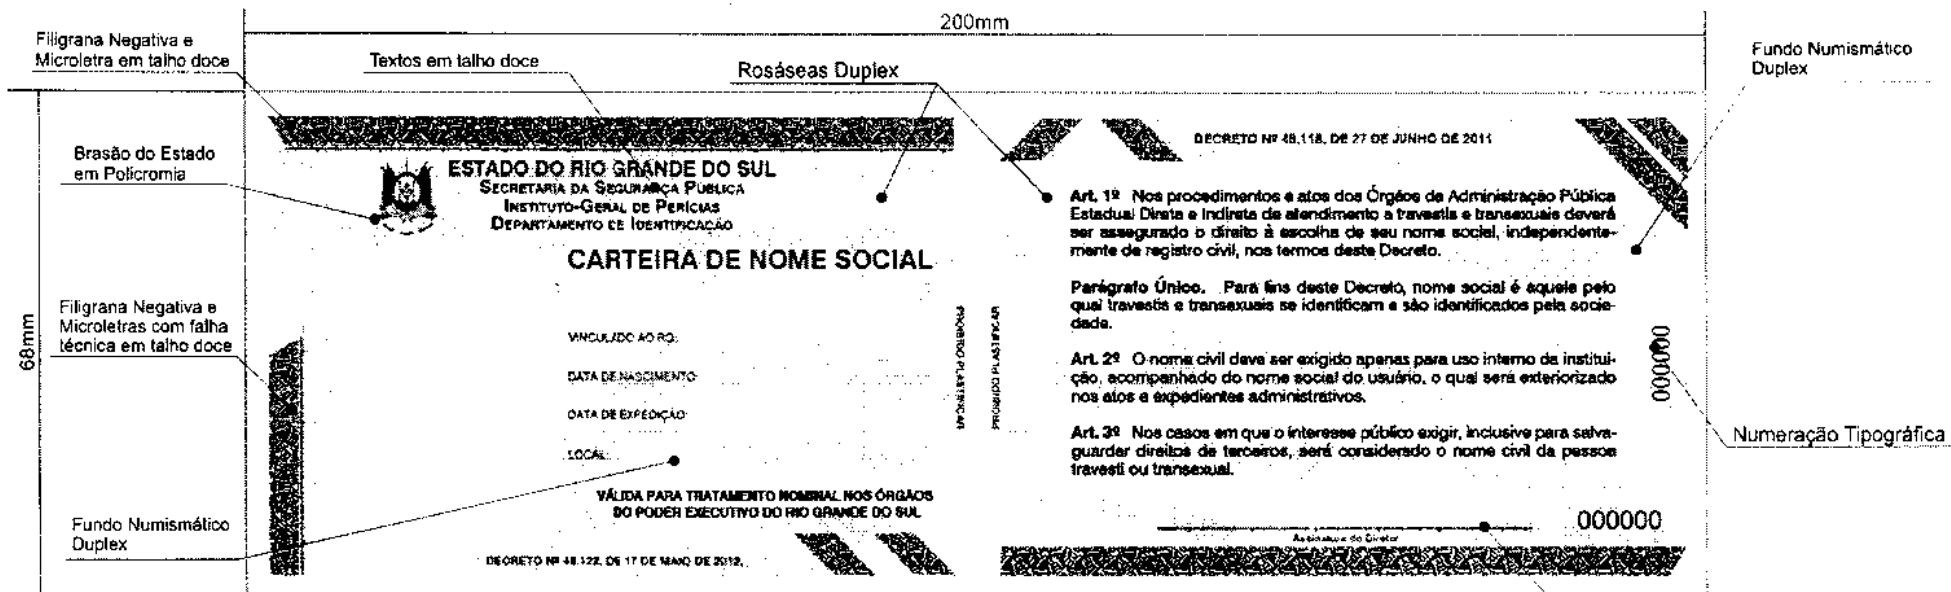 200mm
Filigrana Negativa e
Microletra em talho doce
Textos em talho doce
Rosáseas Duplex
Fundo Numismático
Duplex
Brasão do Estado
em Policromia
Filigrana Negativa e
Microletras com falha
técnica em talho doce
68mm
Fundo Numismático
Duplex
ESTADO DO RIO GRANDE DO SUL
SECRETARIA DA SEGURANÇA PÚBLICA
INSTITUTO-GERAL DE PERÍCIAS
DEPARTAMENTO DE IDENTIFICAÇÃO
CARTEIRA DE NOME SOCIAL
VINCULADO AO RG:
DATA DE NASCIMENTO:
DATA DE EXPEDIÇÃO:
LOCAL:
VÁLIDA PARA TRATAMENTO NOMINAL NOS ÓRGÃOS
DO PODER EXECUTIVO DO RIO GRANDE DO SUL
DECRETO Nº 49.122, DE 17 DE MAIO DE 2012.
PROIBIDO PLASTIFICAR
PROIBIDO PLASTIFICAR
DECRETO Nº 48.118, DE 27 DE JUNHO DE 2011
Art. 1º Nos procedimentos e atos dos Órgãos da Administração Pública
Estadual Direta e Indireta de atendimento a travestis e transexuais deverá
ser assegurado o direito à escolha de seu nome social, independente-
mente de registro civil, nos termos deste Decreto.
Parágrafo Único. Para fins deste Decreto, nome social é aquele pelo
qual travestis e transexuais se identificam e são identificados pela socie-
dade.
Art. 2º O nome civil deve ser exigido apenas para uso interno da institui-
ção, acompanhado do nome social do usuário, o qual será exteriorizado
nos atos e expedientes administrativos.
Art. 3º Nos casos em que o interesse público exigir, inclusive para salva-
guardar direitos de terceiros, será considerado o nome civil da pessoa
travesti ou transexual.
000000
Assinatura do Diretor
000000
Numeração Tipográfica